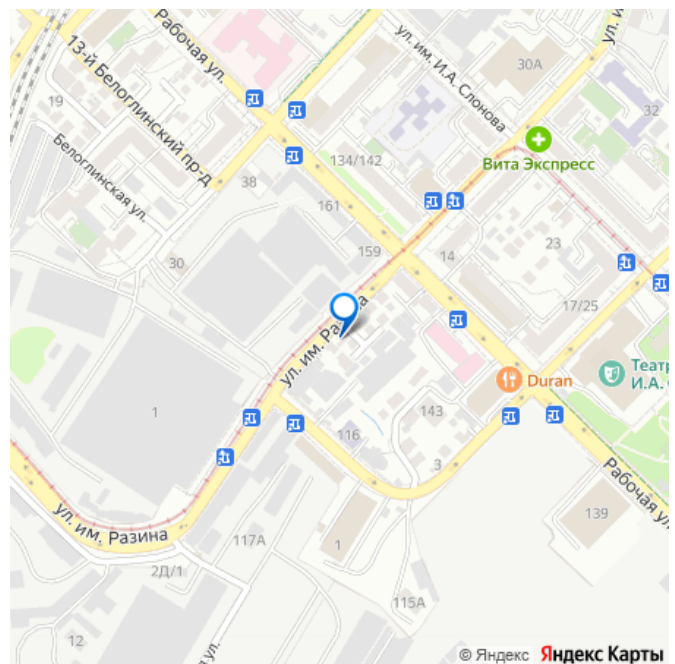 Рабочая ул.
ул. и
13-й Белоглинский пр-д
ул. им. И.А. Слонова
30А
19
32
Вита Экспресс
Белоглинская ул.
134/142
38
161
159
14
23
30
17/25
ул. им. Разина
Театр
И.А. С
Duran
1
143
116
3
Рабочая ул
ул. им. Разина
139
117А
1
2Д/1
115А
12
ул.
© Яндекс Яндекс Карты